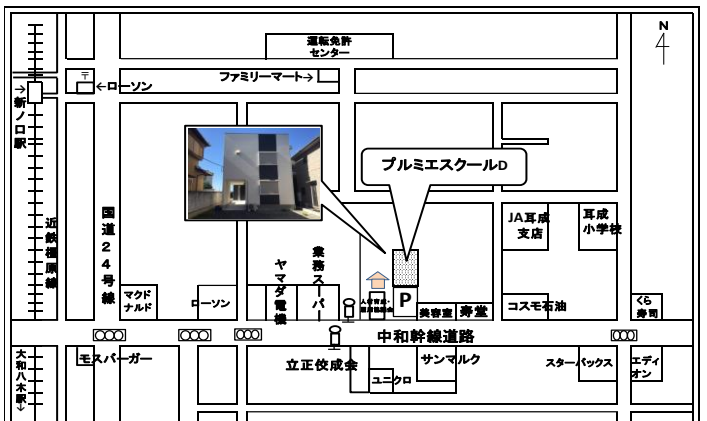 運転免許
センター
N
ファミリーマート→
〒
←ローソン
→
新ノ口駅
プルミエスクールD
近鉄橿原線
国道24号線
JA耳成
支店
耳成
小学校
マクド
ナルド
ローソン
ヤマダ電機
業務スーパー
P
美容室
寿堂
コスモ石油
くら
寿司
中和幹線道路
大和八木駅↓
モスバーガー
立正佼成会
ユニクロ
サンマルク
スターバックス
エディ
オン